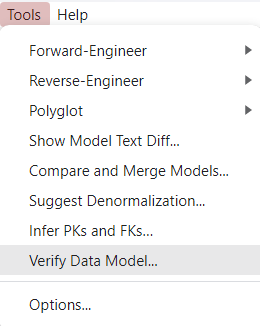 Tools Help
Forward-Engineer
Reverse-Engineer
Polyglot
Show Model Text Diff...
Compare and Merge Models...
Suggest Denormalization...
Infer PKs and FKs...
Verify Data Model...
Options...